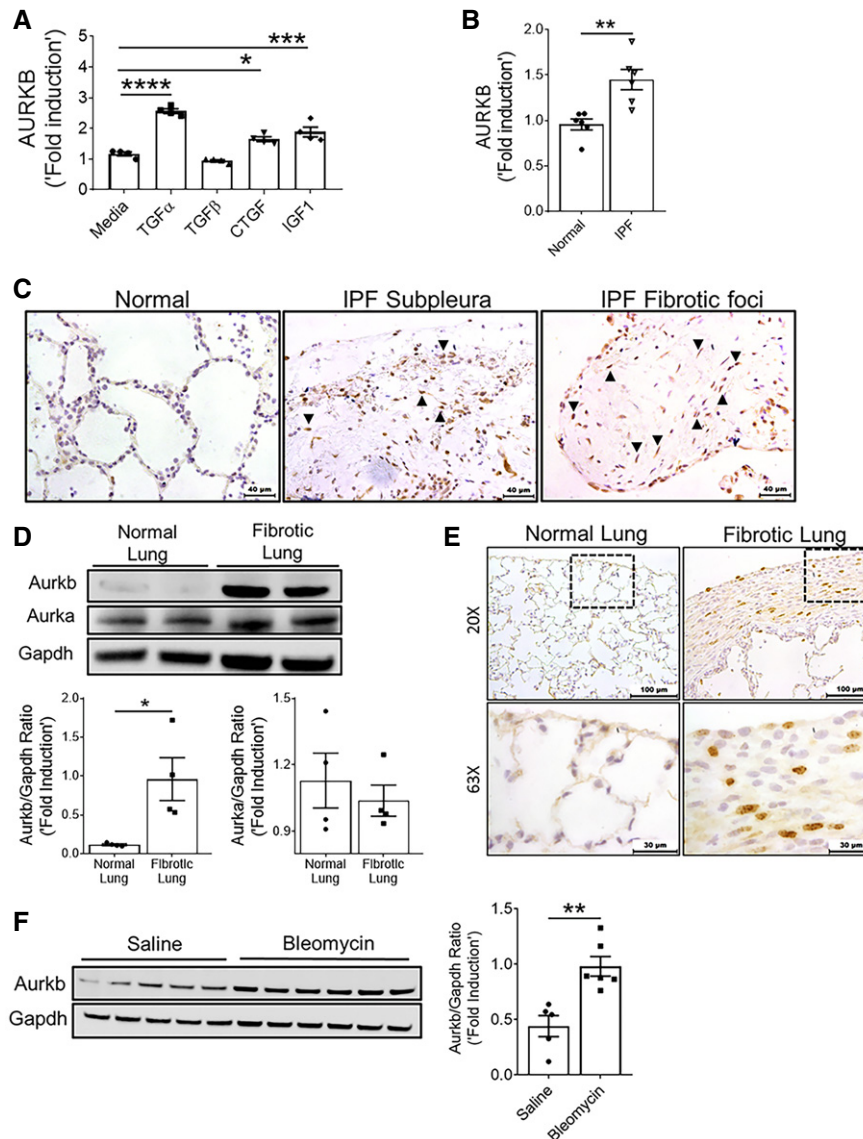 A
AURKB
('Fold induction')
5
4
3
2
1
0
****
*
***
Media
TGFα
TGFβ
CTGF
IGF1
B
AURKB
('Fold induction')
2.0
1.5
1.0
0.5
0.0
**
Normal
IPF
C
Normal
IPF Subpleura
IPF Fibrotic foci
40 µm
40 µm
40 µm
D
Normal Lung
Fibrotic Lung
Aurkb
Aurka
Gapdh
Aurkb/Gapdh Ratio
('Fold Induction')
2.0
1.5
1.0
0.5
0.0
*
Normal Lung
Fibrotic Lung
Aurka/Gapdh Ratio
('Fold Induction')
1.5
1.2
0.9
Normal Lung
Fibrotic Lung
E
Normal Lung
Fibrotic Lung
20X
100 µm
100 µm
63X
30 µm
30 µm
F
Saline
Bleomycin
Aurkb
Gapdh
Aurkb/Gapdh Ratio
('Fold Induction')
1.5
1.0
0.5
0.0
**
Saline
Bleomycin